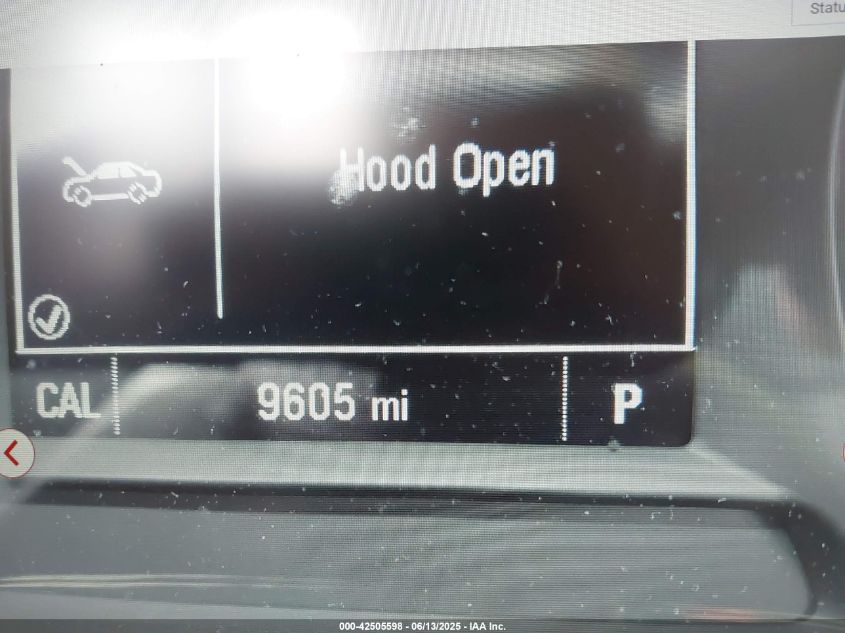 Statu
Hood Open
CAL 9605 mi P
000-42505598 - 06/13/2025 - IAA Inc.